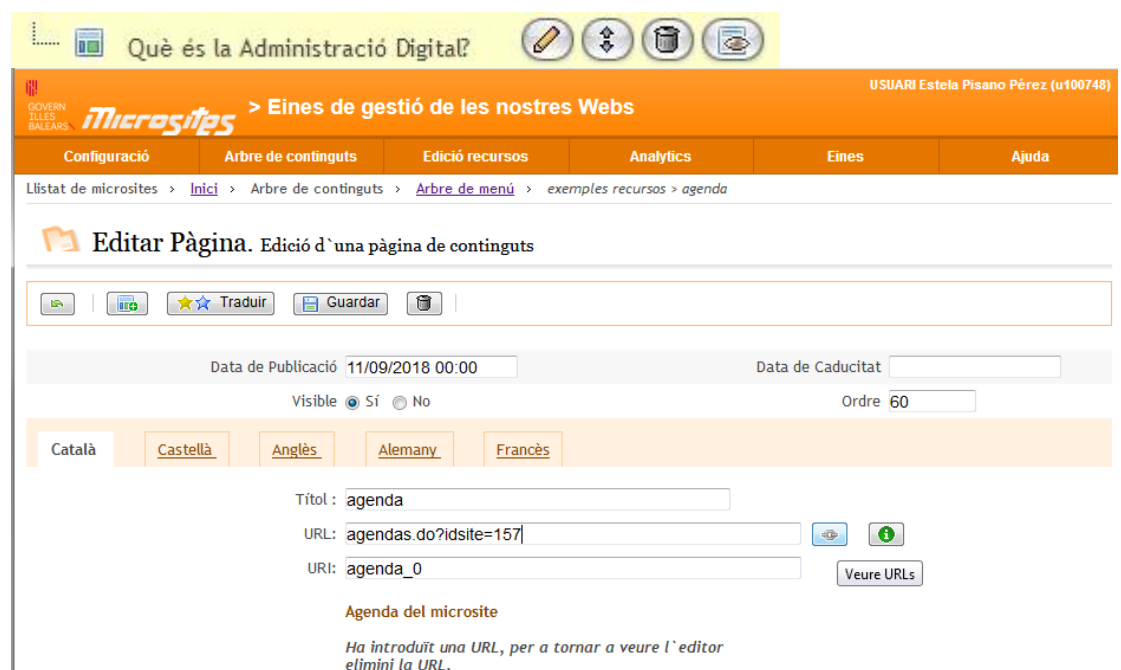 Què és la Administració Digital?
USUARI Estela Pisano Pérez (u100748)
GOVERN
ILLES
BALEARS
Microsites > Eines de gestió de les nostres Webs
Configuració Arbre de continguts Edició recursos Analytics Eines Ajuda
Llistat de microsites > Inici > Arbre de continguts > Arbre de menú > exemples recursos > agenda
Editar Pàgina. Edició d`una pàgina de continguts
Traduir Guardar
Data de Publicació 11/09/2018 00:00 Data de Caducitat
Visible Sí No Ordre 60
Català Castellà Anglès Alemany Francès
Títol : agenda
URL: agendas.do?idsite=157
URI: agenda_0 Veure URLs
Agenda del microsite
Ha introduït una URL, per a tornar a veure l`editor
elimini la URL.